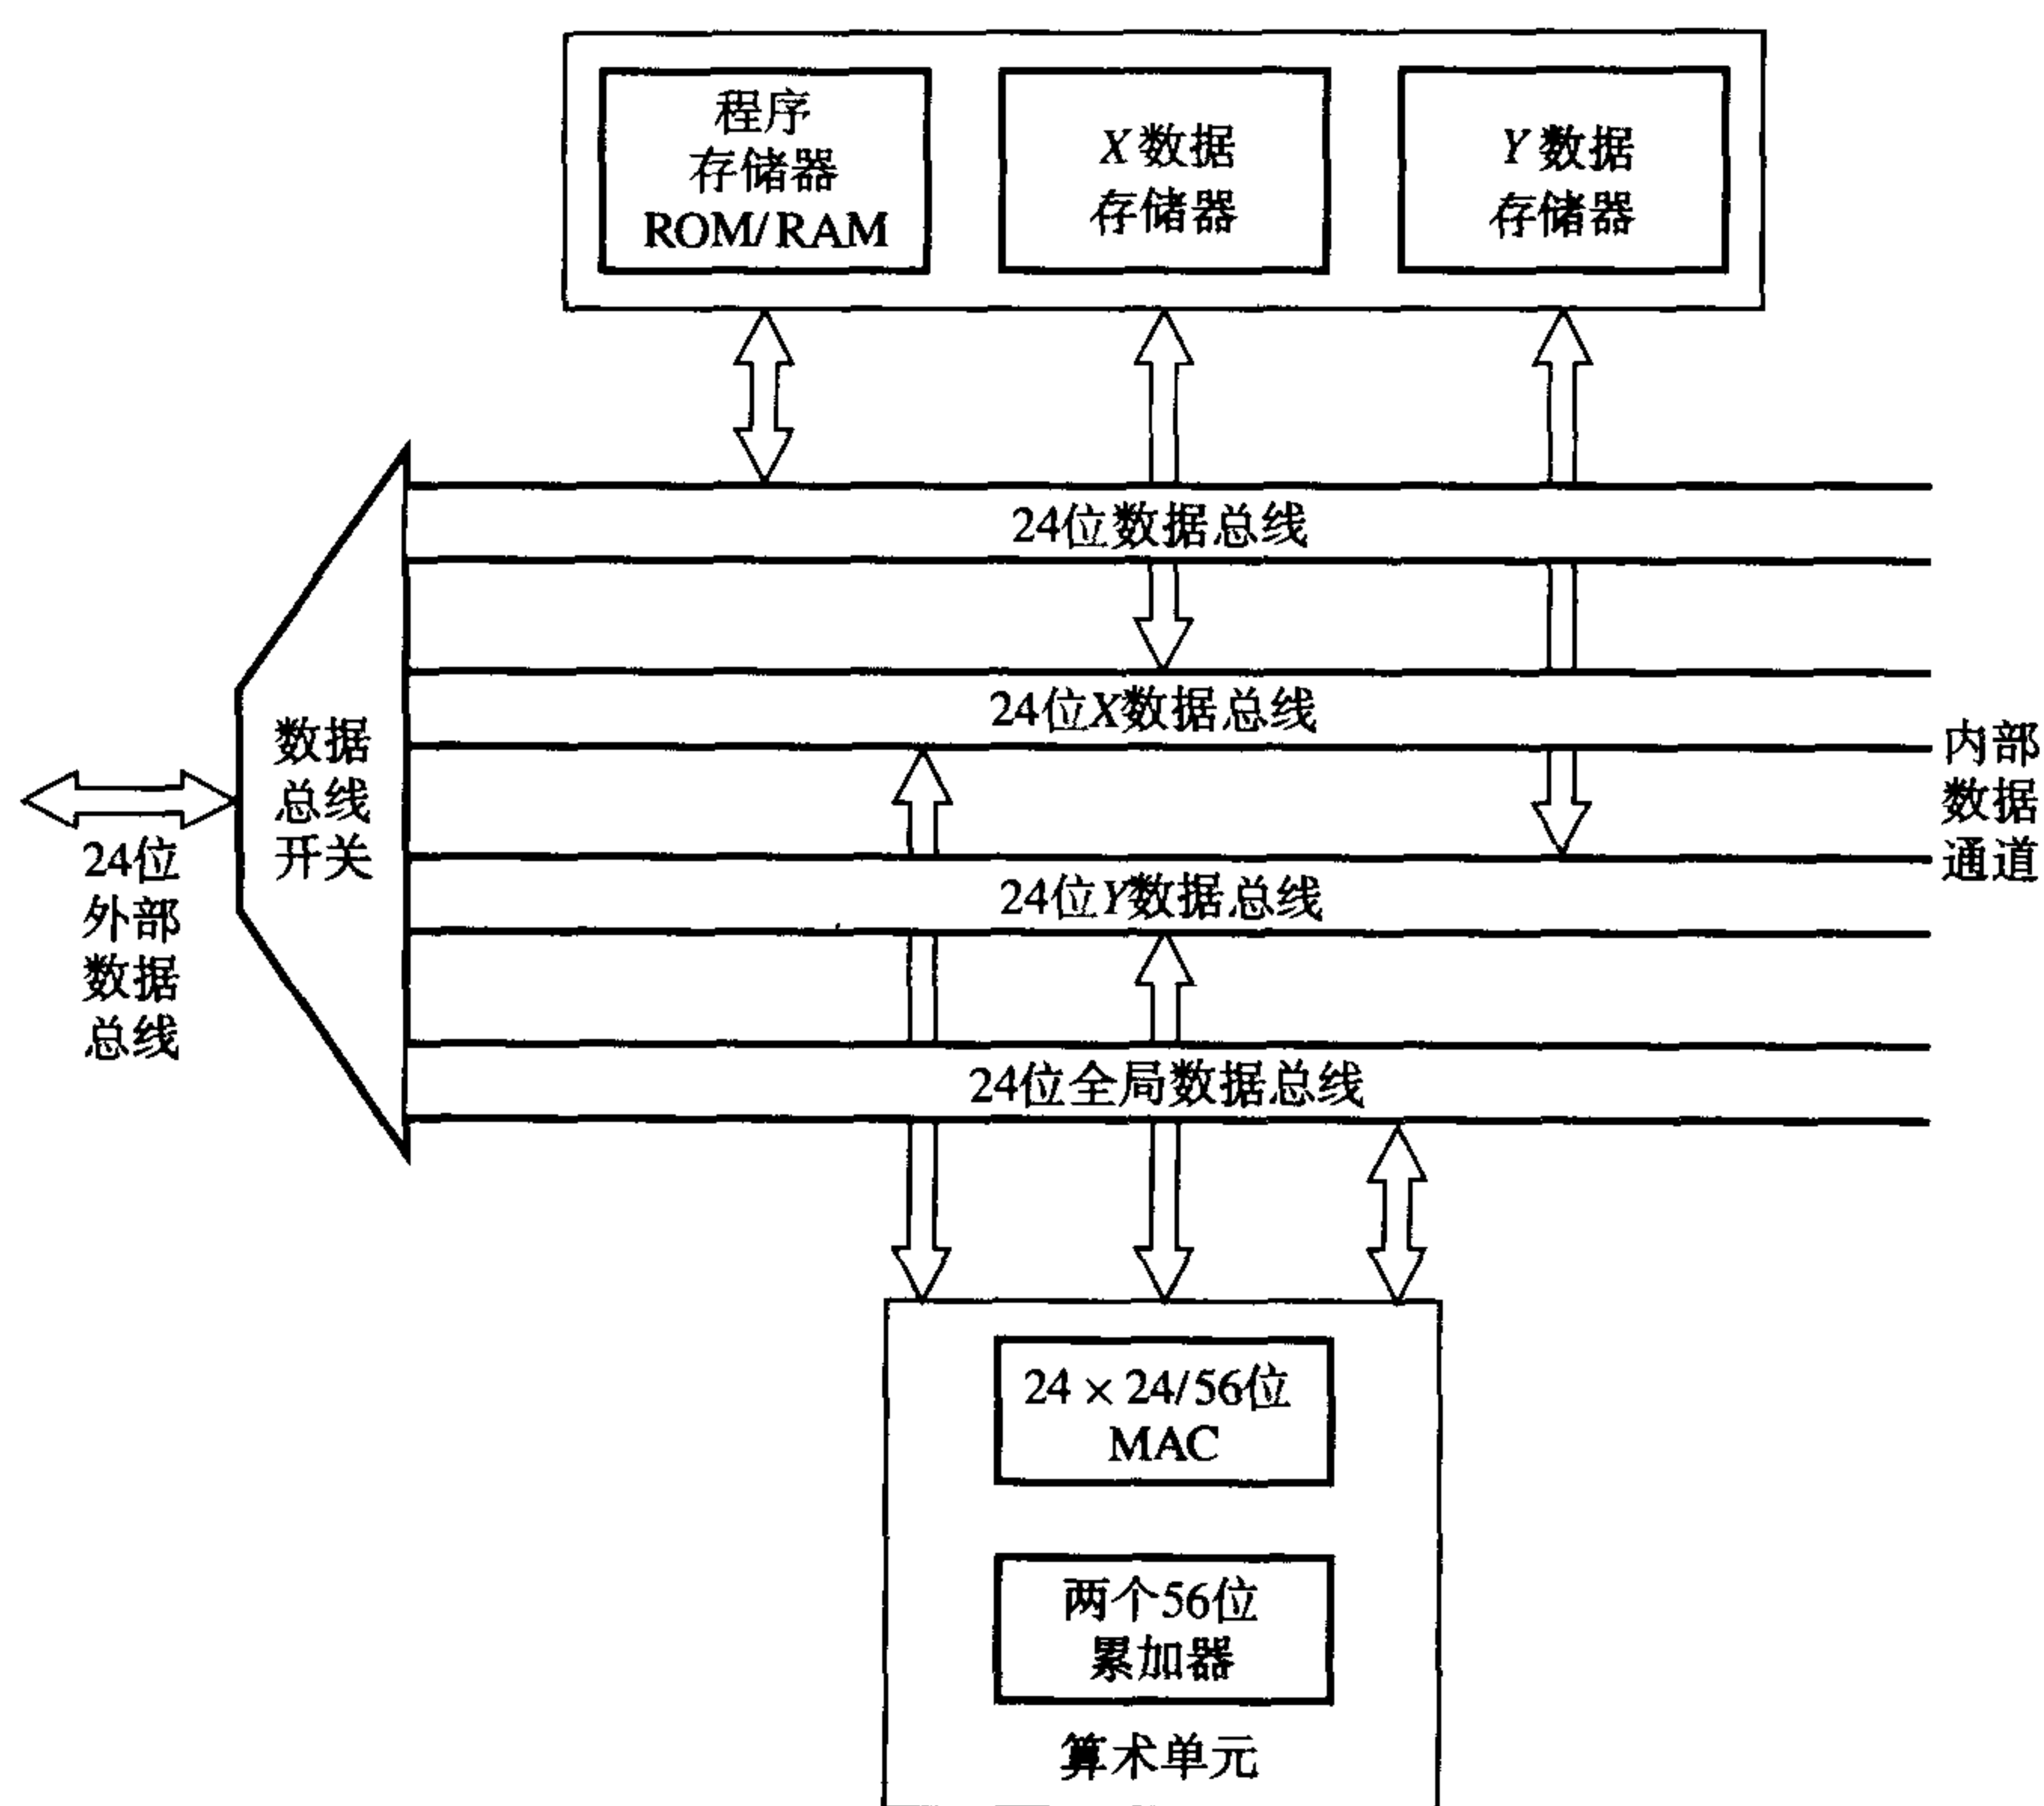 程序
存储器
ROM/RAM
X数据
存储器
Y数据
存储器
24位数据总线
24位X数据总线
24位Y数据总线
24位全局数据总线
数据
总线
开关
24位
外部
数据
总线
内部
数据
通道
24×24/56位
MAC
两个56位
累加器
算术单元